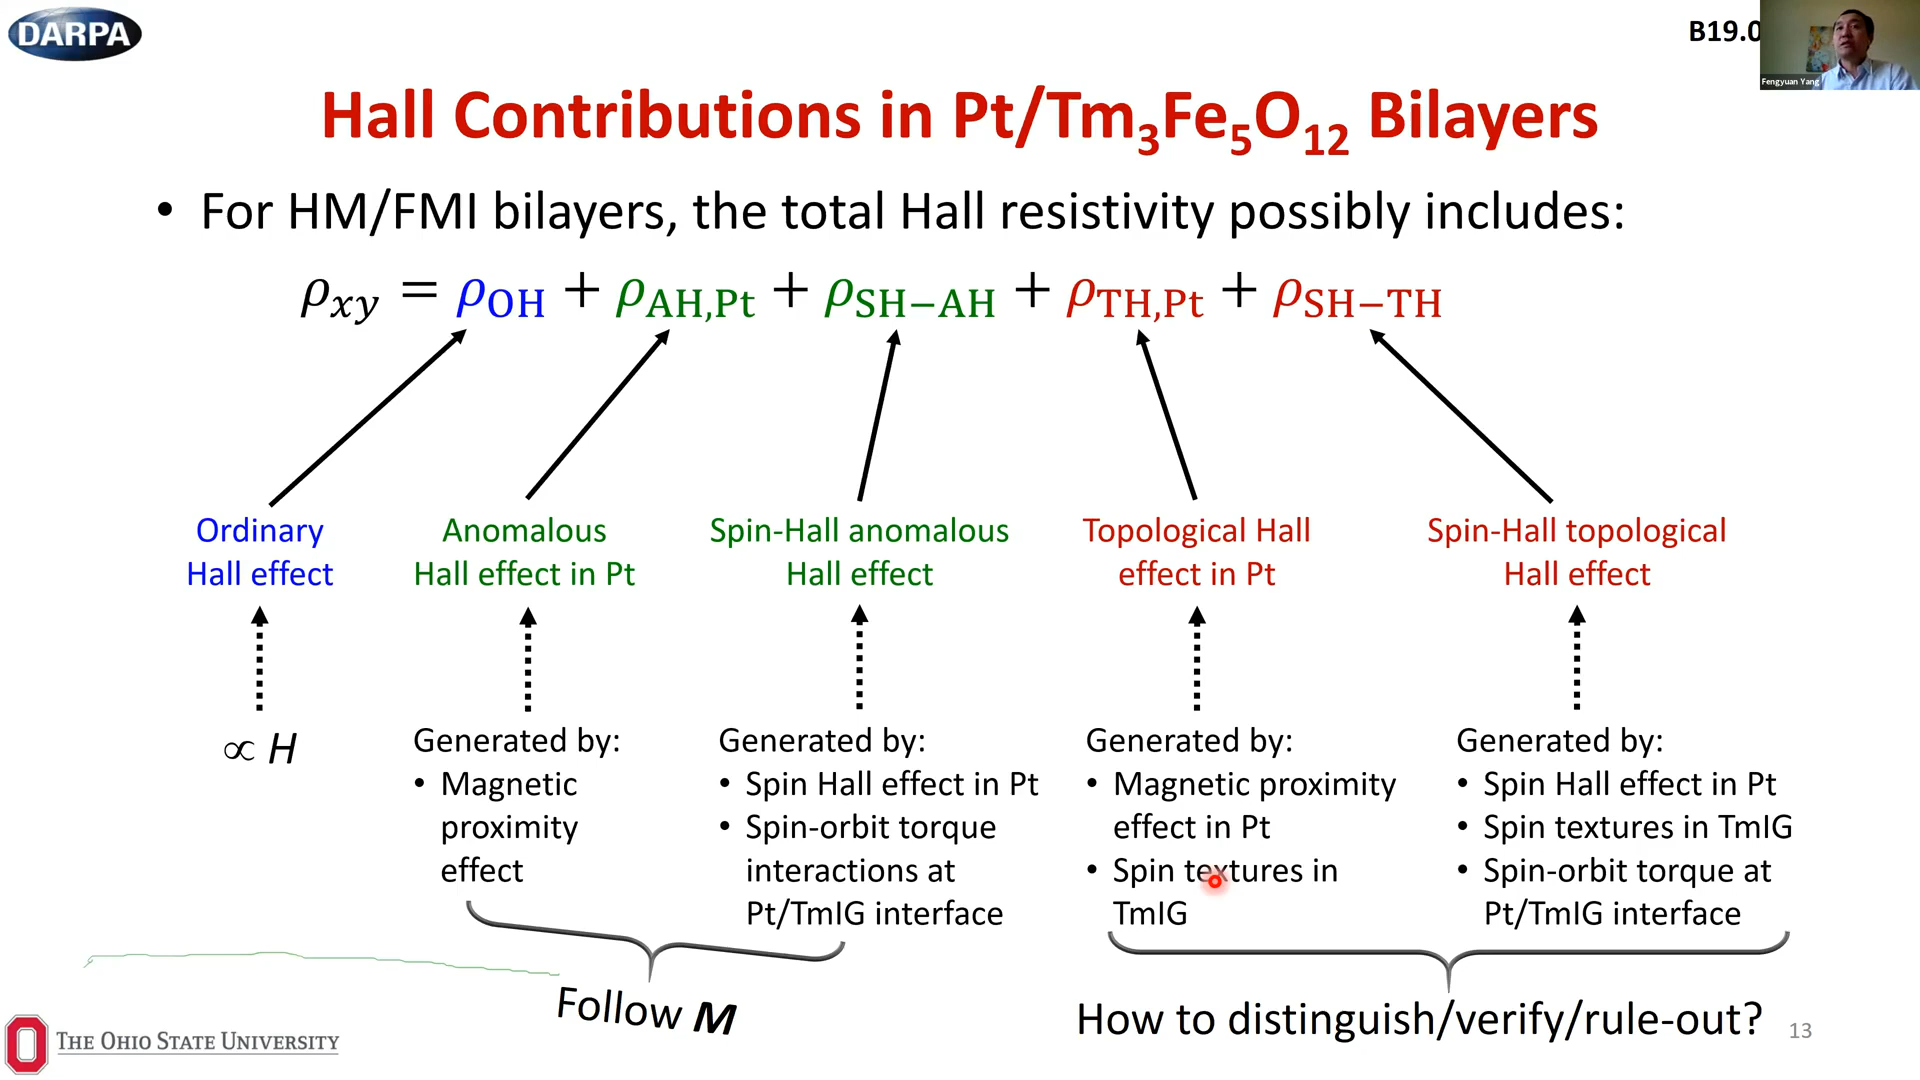 DARPA
B19.0
Fengyuan Yang
Hall Contributions in Pt/Tm₃Fe₅O₁₂ Bilayers
• For HM/FMI bilayers, the total Hall resistivity possibly includes:
ρxy = ρOH + ρAH,Pt + ρSH−AH + ρTH,Pt + ρSH−TH
Ordinary
Hall effect
∝ H
Anomalous
Hall effect in Pt
Generated by:
• Magnetic
proximity
effect
Spin-Hall anomalous
Hall effect
Generated by:
• Spin Hall effect in Pt
• Spin-orbit torque
interactions at
Pt/TmIG interface
Topological Hall
effect in Pt
Generated by:
• Magnetic proximity
effect in Pt
• Spin textures in
TmIG
Spin-Hall topological
Hall effect
Generated by:
• Spin Hall effect in Pt
• Spin textures in TmIG
• Spin-orbit torque at
Pt/TmIG interface
Follow M
How to distinguish/verify/rule-out?
THE OHIO STATE UNIVERSITY
13